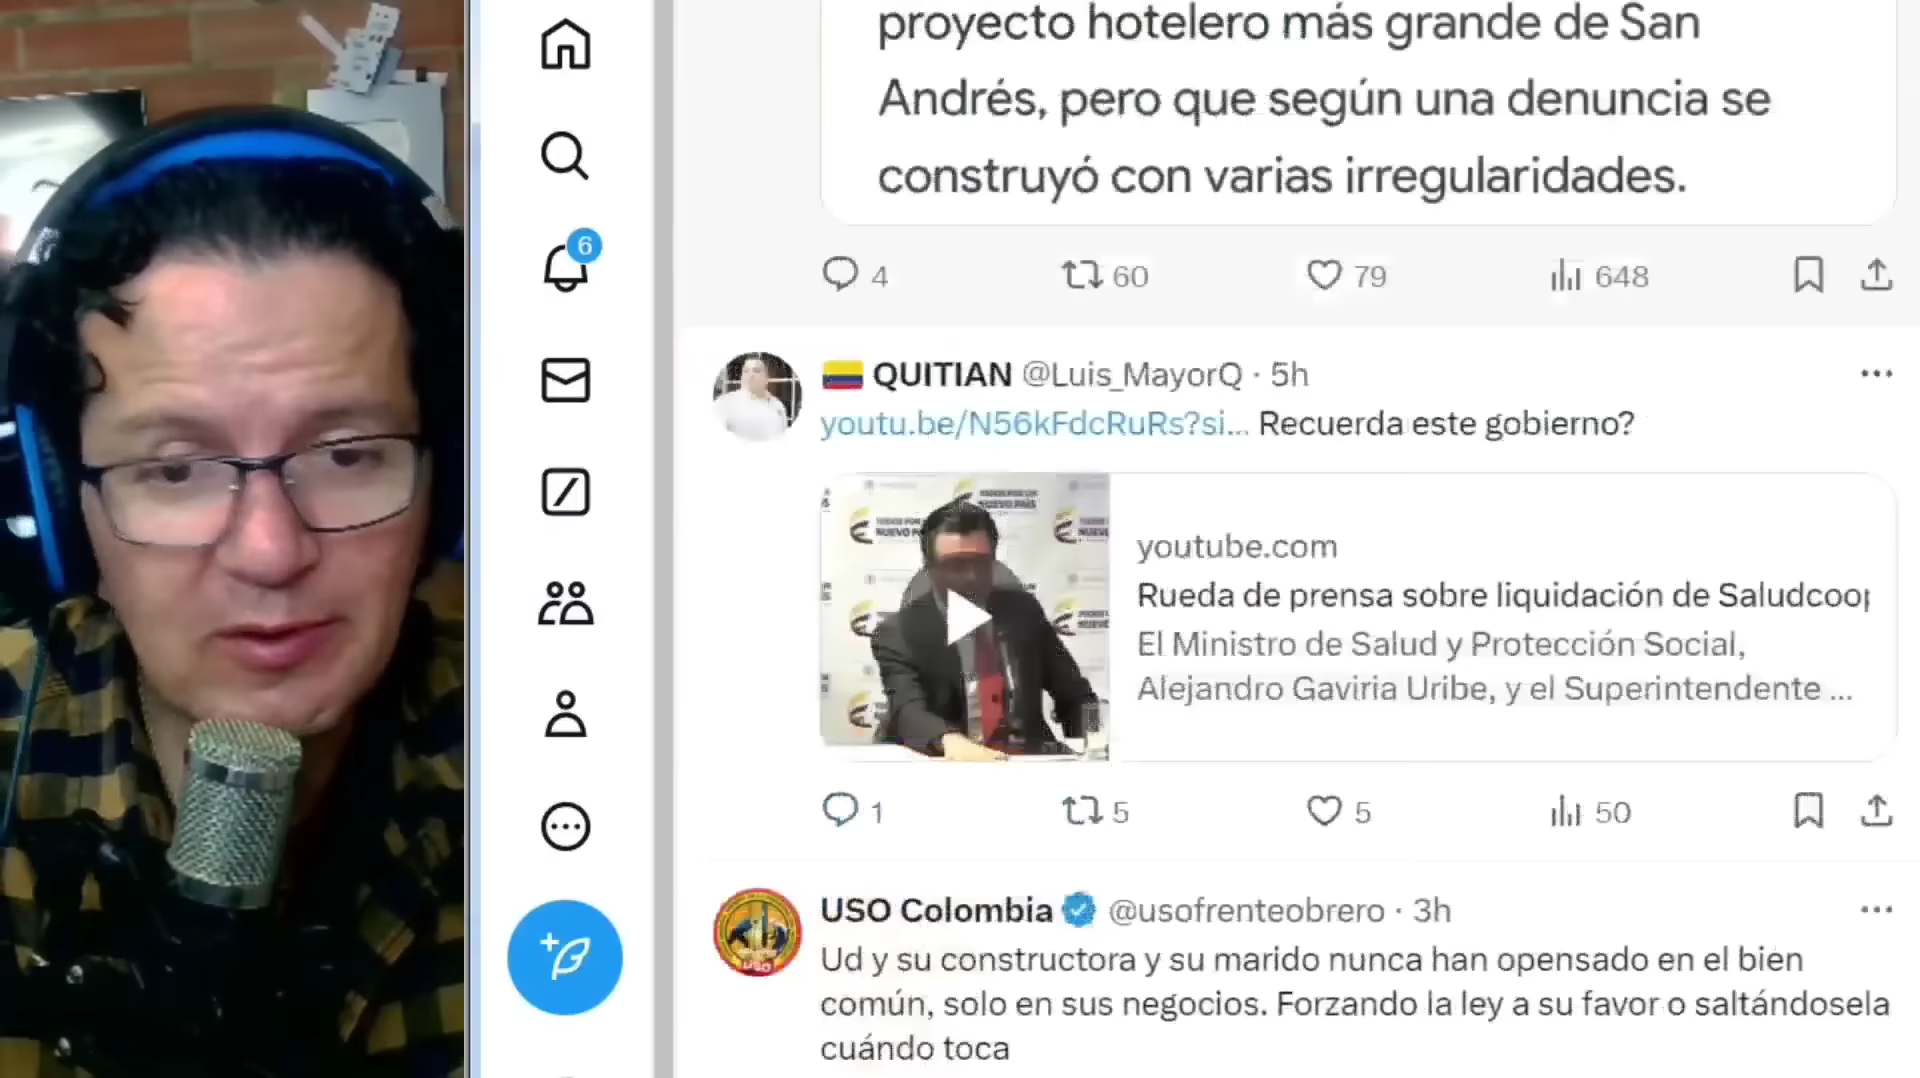 proyecto hotelero más grande de San
Andrés, pero que según una denuncia se
construyó con varias irregularidades.
6
4 60 79 648
QUITIAN @Luis_MayorQ · 5h
youtu.be/N56kFdcRuRs?si... Recuerda este gobierno?
youtube.com
Rueda de prensa sobre liquidación de Saludcoop
El Ministro de Salud y Protección Social,
Alejandro Gaviria Uribe, y el Superintendente ...
NUEVO PAÍS
1 5 5 50
USO Colombia @usofrenteobrero · 3h
Ud y su constructora y su marido nunca han opensado en el bien
común, solo en sus negocios. Forzando la ley a su favor o saltándosela
cuándo toca
USO